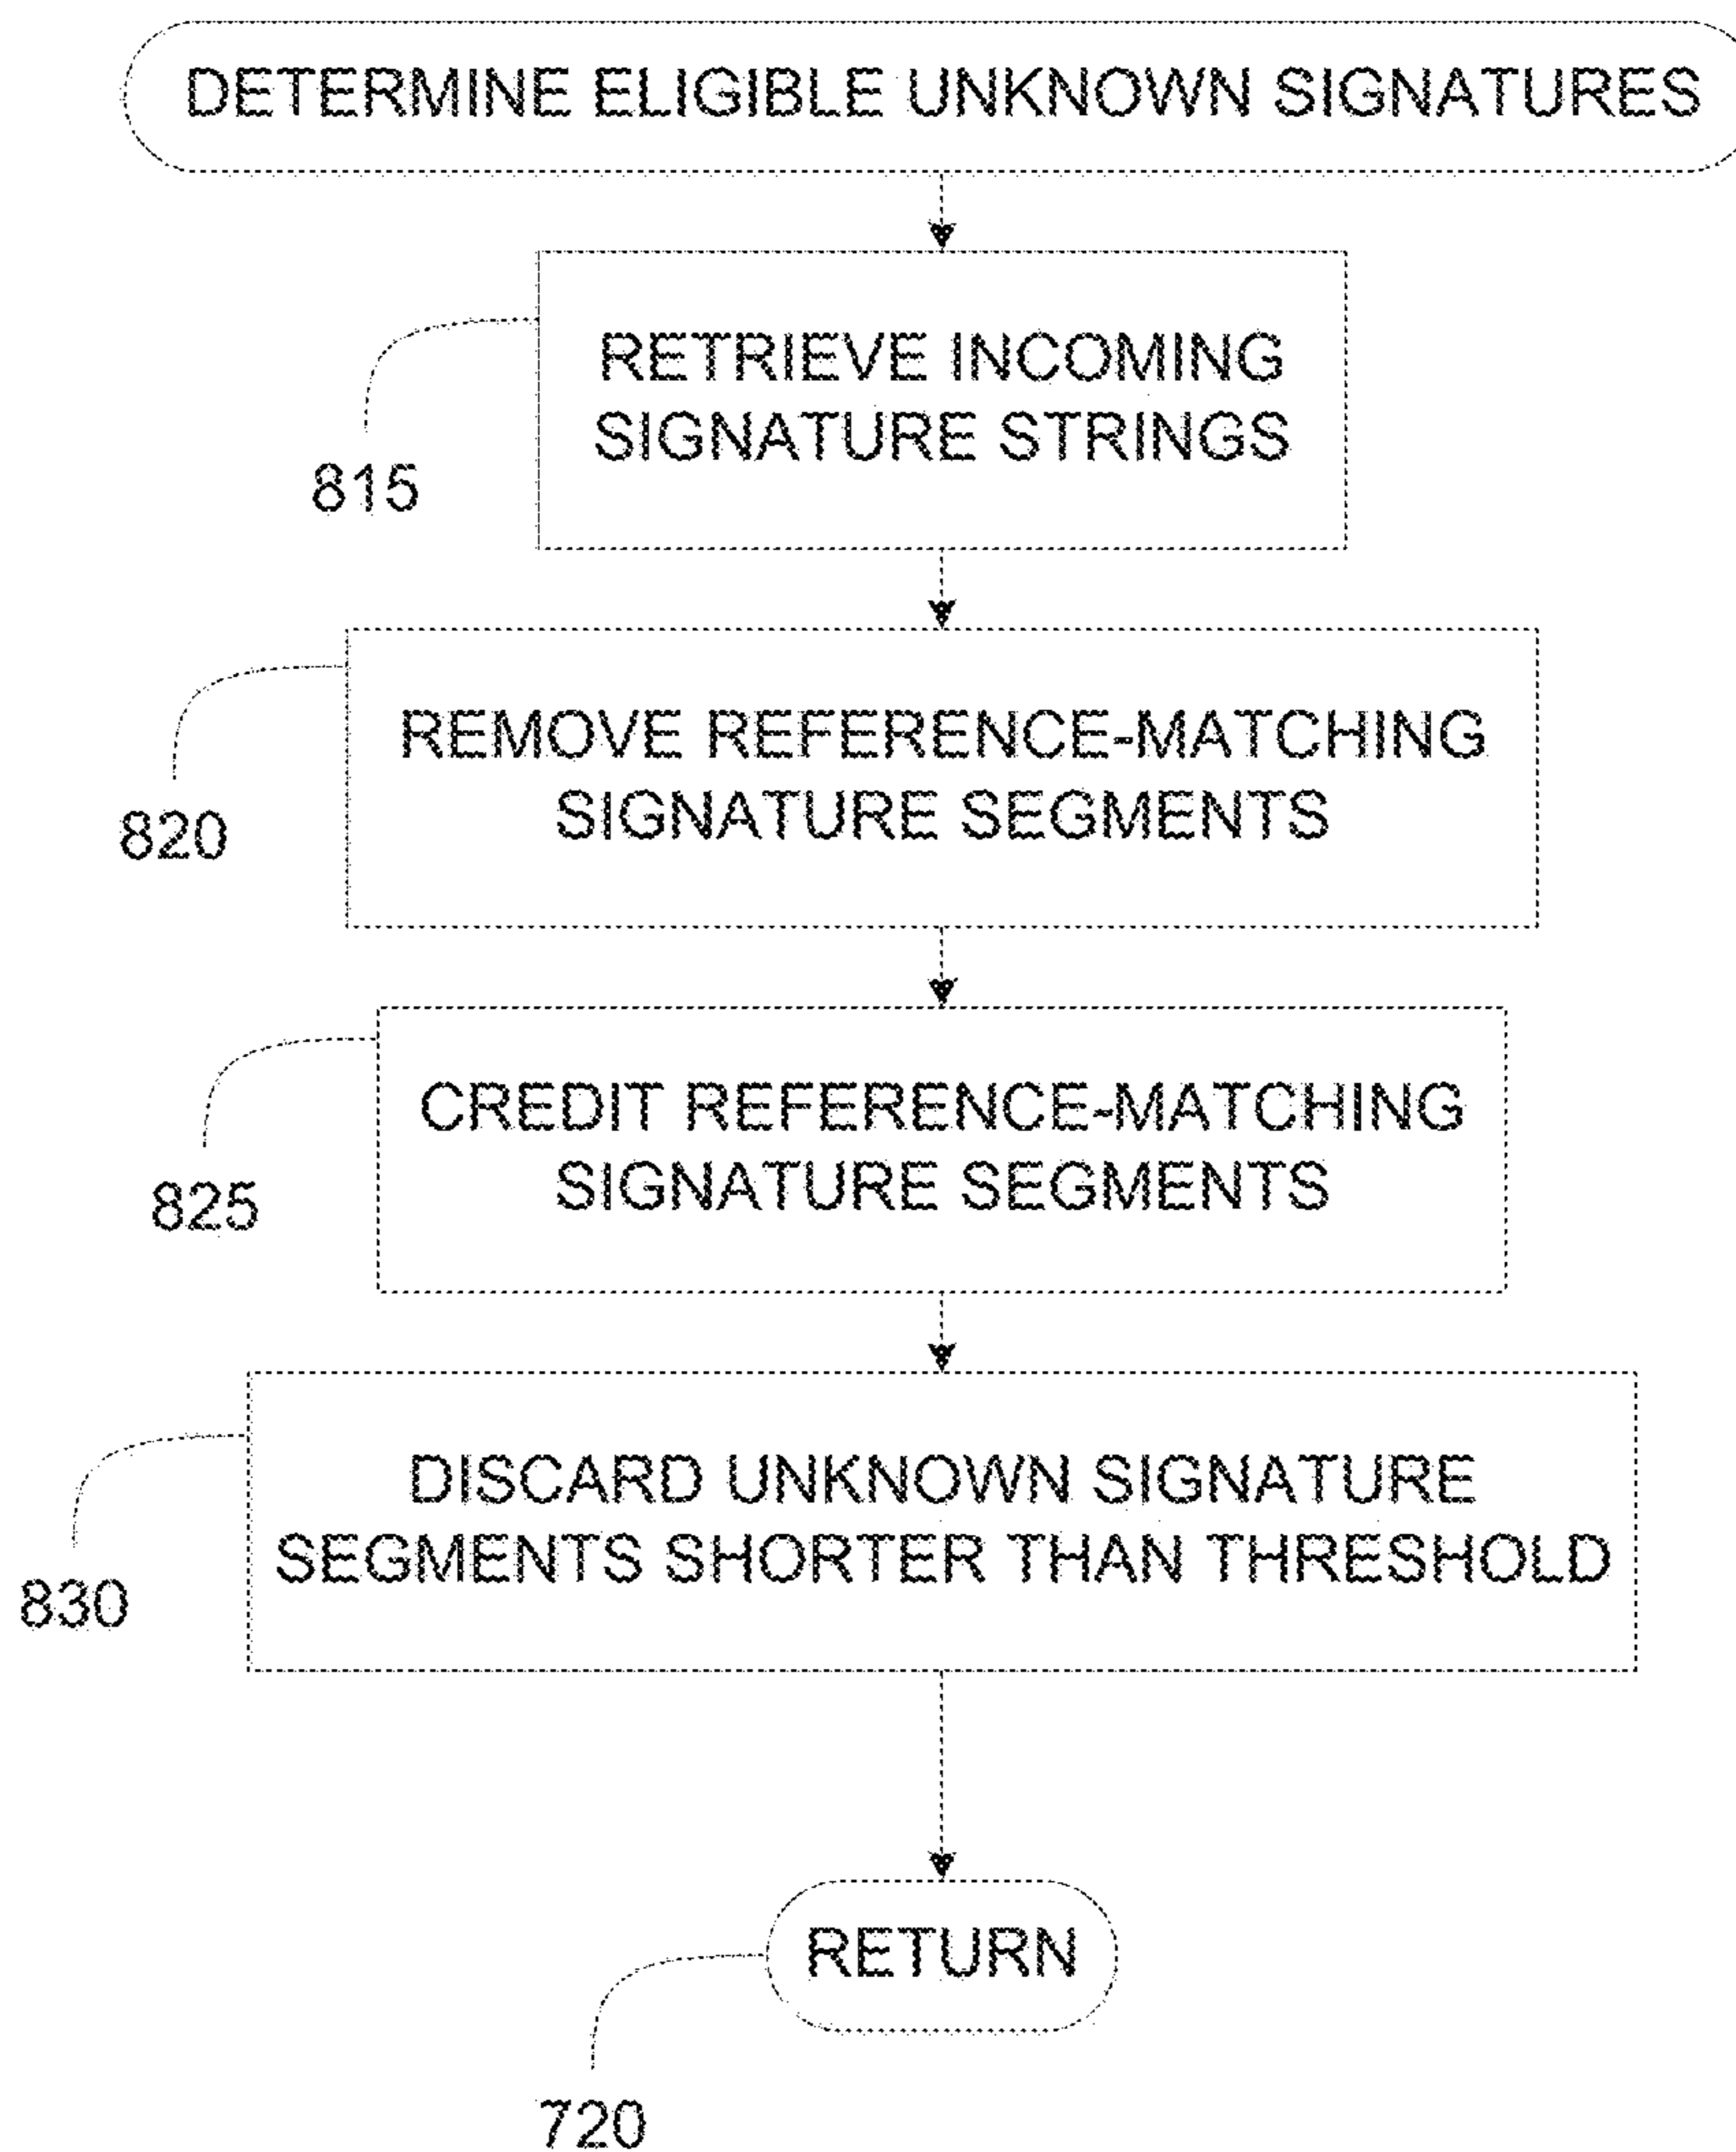 DETERMINE ELIGIBLE UNKNOWN SIGNATURES
RETRIEVE INCOMING
SIGNATURE STRINGS
815
REMOVE REFERENCE-MATCHING
SIGNATURE SEGMENTS
820
CREDIT REFERENCE-MATCHING
SIGNATURE SEGMENTS
825
DISCARD UNKNOWN SIGNATURE
SEGMENTS SHORTER THAN THRESHOLD
830
RETURN
720